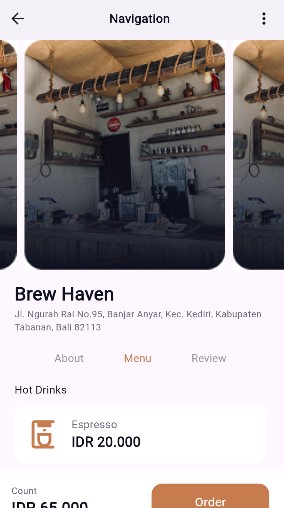 Navigation
Brew Haven
Jl. Ngurah Rai No.95, Banjar Anyar, Kec. Kediri, Kabupaten
Tabanan, Bali 82113
About Menu Review
Hot Drinks
Espresso
IDR 20.000
Count
IDR 65.000
Order